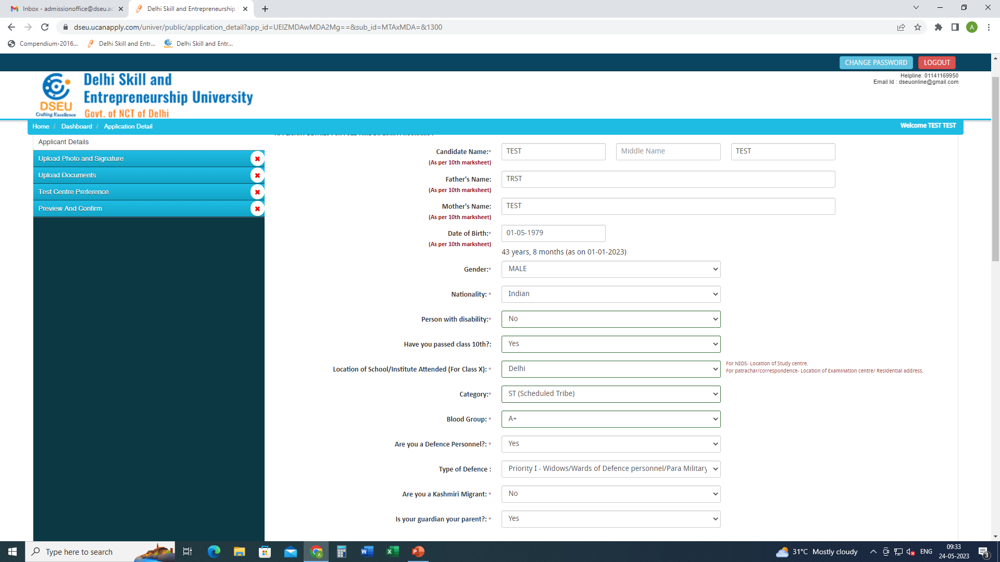 Inbox - admissionoffice@dseu.ac
Delhi Skill and Entrepreneurship
dseu.ucanapply.com/univer/public/application_detail?app_id=UEIZMDAwMDA2Mg==&sub_id=MTAxMDA=&1300
A
Compendium-2016...
Delhi Skill and Entr...
Delhi Skill and Entr...
CHANGE PASSWORD
LOGOUT
Helpline: 01141169950
Email Id : dseuonline@gmail.com
DSEU
Crafting Excellence
Delhi Skill and
Entrepreneurship University
Govt. of NCT of Delhi
Home / Dashboard / Application Detail
Welcome TEST TEST
Applicant Details
Upload Photo and Signature
Upload Documents
Test Centre Preference
Preview And Confirm
Candidate Name:* TEST Middle Name TEST
(As per 10th marksheet)
Father's Name: TRST
(As per 10th marksheet)
Mother's Name: TEST
(As per 10th marksheet)
Date of Birth:* 01-05-1979
(As per 10th marksheet)
43 years, 8 months (as on 01-01-2023)
Gender:* MALE
Nationality: * Indian
Person with disability:* No
Have you passed class 10th?: Yes
Location of School/Institute Attended (For Class X): * Delhi
For NIOS- Location of Study centre.
For patrachar/correspondence- Location of Examination centre/ Residential address.
Category:* ST (Scheduled Tribe)
Blood Group: * A+
Are you a Defence Personnel?: * Yes
Type of Defence : Priority I - Widows/Wards of Defence personnel/Para Military
Are you a Kashmiri Migrant: * No
Is your guardian your parent?: * Yes
Type here to search
31°C Mostly cloudy
ENG
09:33
24-05-2023
3